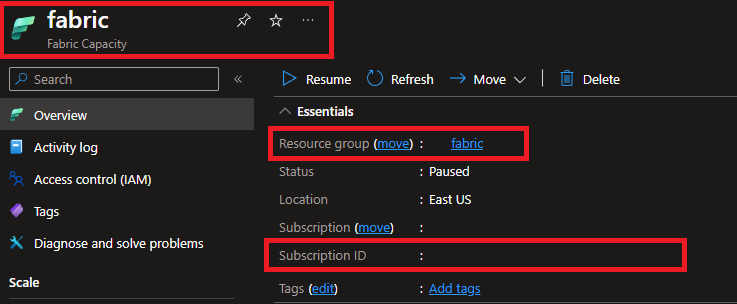 fabric
Fabric Capacity
Search
Overview
Activity log
Access control (IAM)
Tags
Diagnose and solve problems
Scale
Resume Refresh Move Delete
Essentials
Resource group (move) : fabric
Status : Paused
Location : East US
Subscription (move) :
Subscription ID :
Tags (edit) : Add tags